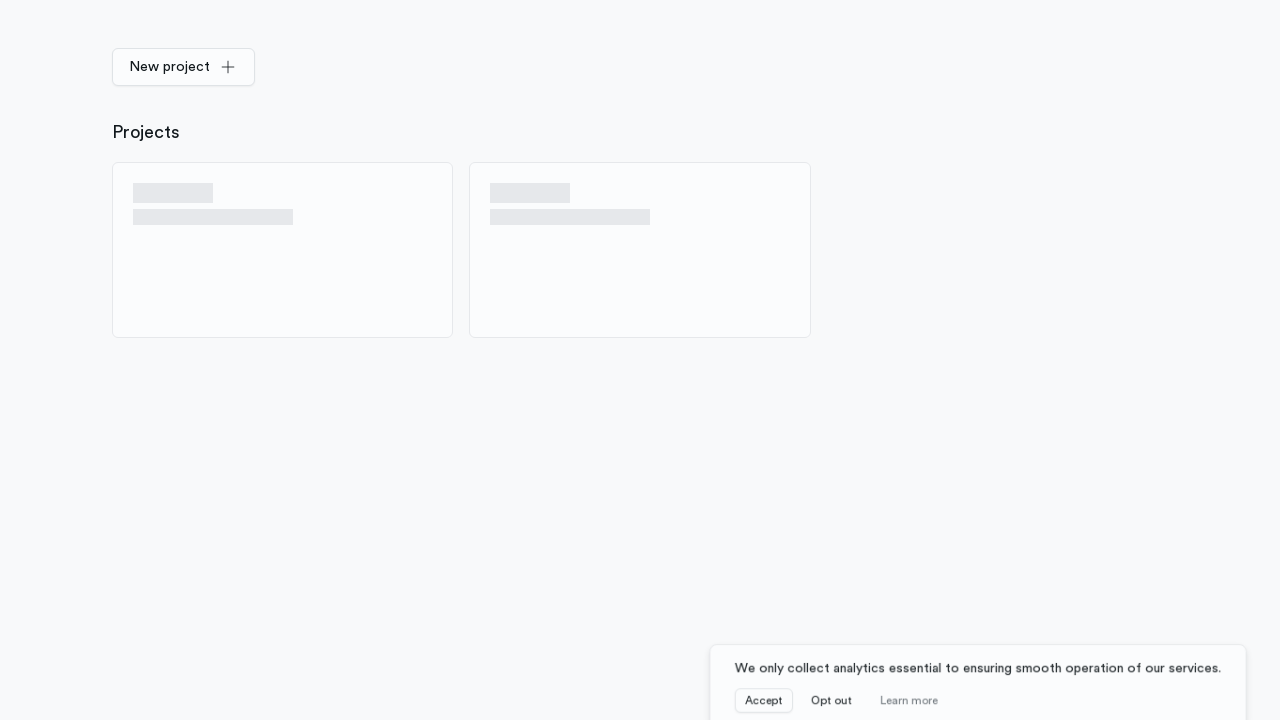 New project
Projects
We only collect analytics essential to ensuring smooth operation of our services.
Accept
Opt out
Learn more